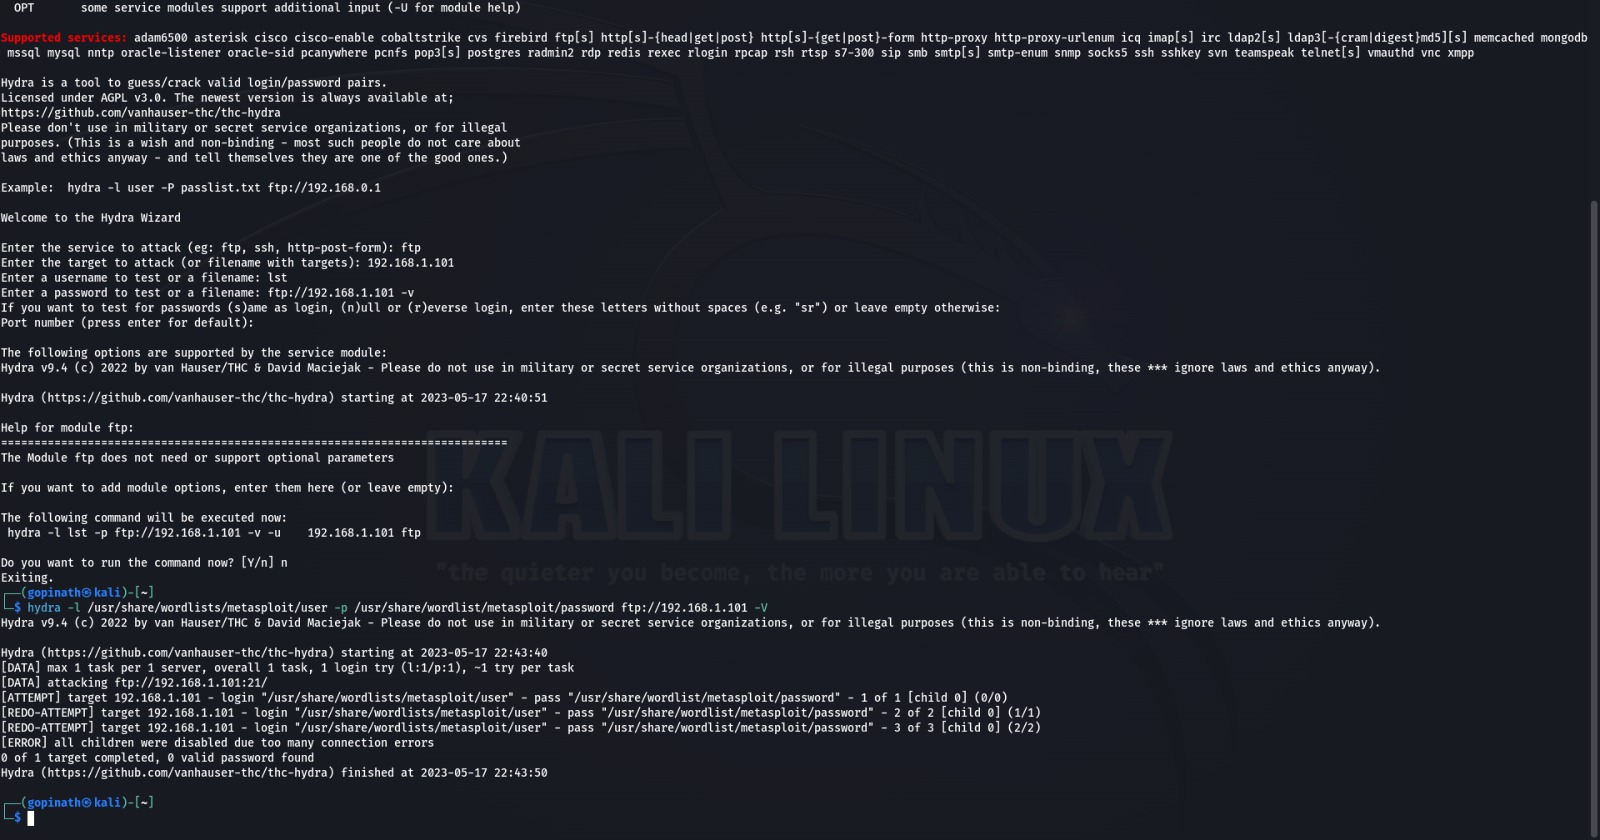 OPT       some service modules support additional input (-U for module help)
Supported services: adam6500 asterisk cisco cisco-enable cobaltstrike cvs firebird ftp[s] http[s]-{head|get|post} http[s]-{get|post}-form http-proxy http-proxy-urlenum icq imap[s] irc ldap2[s] ldap3[-{cram|digest}md5][s] memcached mongodb
mssql mysql nntp oracle-listener oracle-sid pcanywhere pcnfs pop3[s] postgres radmin2 rdp redis rexec rlogin rpcap rsh rtsp s7-300 sip smb smtp[s] smtp-enum snmp socks5 ssh sshkey svn teamspeak telnet[s] vmauthd vnc xmpp
Hydra is a tool to guess/crack valid login/password pairs.
Licensed under AGPL v3.0. The newest version is always available at;
https://github.com/vanhauser-thc/thc-hydra
Please don't use in military or secret service organizations, or for illegal
purposes. (This is a wish and non-binding - most such people do not care about
laws and ethics anyway - and tell themselves they are one of the good ones.)
Example:  hydra -l user -P passlist.txt ftp://192.168.0.1
Welcome to the Hydra Wizard
Enter the service to attack (eg: ftp, ssh, http-post-form): ftp
Enter the target to attack (or filename with targets): 192.168.1.101
Enter a username to test or a filename: lst
Enter a password to test or a filename: ftp://192.168.1.101 -v
If you want to test for passwords (s)ame as login, (n)ull or (r)everse login, enter these letters without spaces (e.g. "sr") or leave empty otherwise:
Port number (press enter for default):
The following options are supported by the service module:
Hydra v9.4 (c) 2022 by van Hauser/THC & David Maciejak - Please do not use in military or secret service organizations, or for illegal purposes (this is non-binding, these *** ignore laws and ethics anyway).
Hydra (https://github.com/vanhauser-thc/thc-hydra) starting at 2023-05-17 22:40:51
Help for module ftp:
============================================================================
The Module ftp does not need or support optional parameters
If you want to add module options, enter them here (or leave empty):
The following command will be executed now:
hydra -l lst -p ftp://192.168.1.101 -v -u    192.168.1.101 ftp
Do you want to run the command now? [Y/n] n
Exiting.
┌──(gopinath㉿kali)-[~]
└─$ hydra -l /usr/share/wordlists/metasploit/user -p /usr/share/wordlist/metasploit/password ftp://192.168.1.101 -V
Hydra v9.4 (c) 2022 by van Hauser/THC & David Maciejak - Please do not use in military or secret service organizations, or for illegal purposes (this is non-binding, these *** ignore laws and ethics anyway).
Hydra (https://github.com/vanhauser-thc/thc-hydra) starting at 2023-05-17 22:43:40
[DATA] max 1 task per 1 server, overall 1 task, 1 login try (l:1/p:1), ~1 try per task
[DATA] attacking ftp://192.168.1.101:21/
[ATTEMPT] target 192.168.1.101 - login "/usr/share/wordlists/metasploit/user" - pass "/usr/share/wordlist/metasploit/password" - 1 of 1 [child 0] (0/0)
[REDO-ATTEMPT] target 192.168.1.101 - login "/usr/share/wordlists/metasploit/user" - pass "/usr/share/wordlist/metasploit/password" - 2 of 2 [child 0] (1/1)
[REDO-ATTEMPT] target 192.168.1.101 - login "/usr/share/wordlists/metasploit/user" - pass "/usr/share/wordlist/metasploit/password" - 3 of 3 [child 0] (2/2)
[ERROR] all children were disabled due too many connection errors
0 of 1 target completed, 0 valid password found
Hydra (https://github.com/vanhauser-thc/thc-hydra) finished at 2023-05-17 22:43:50
┌──(gopinath㉿kali)-[~]
└─$
KALI LINUX
"the quieter you become, the more you are able to hear"